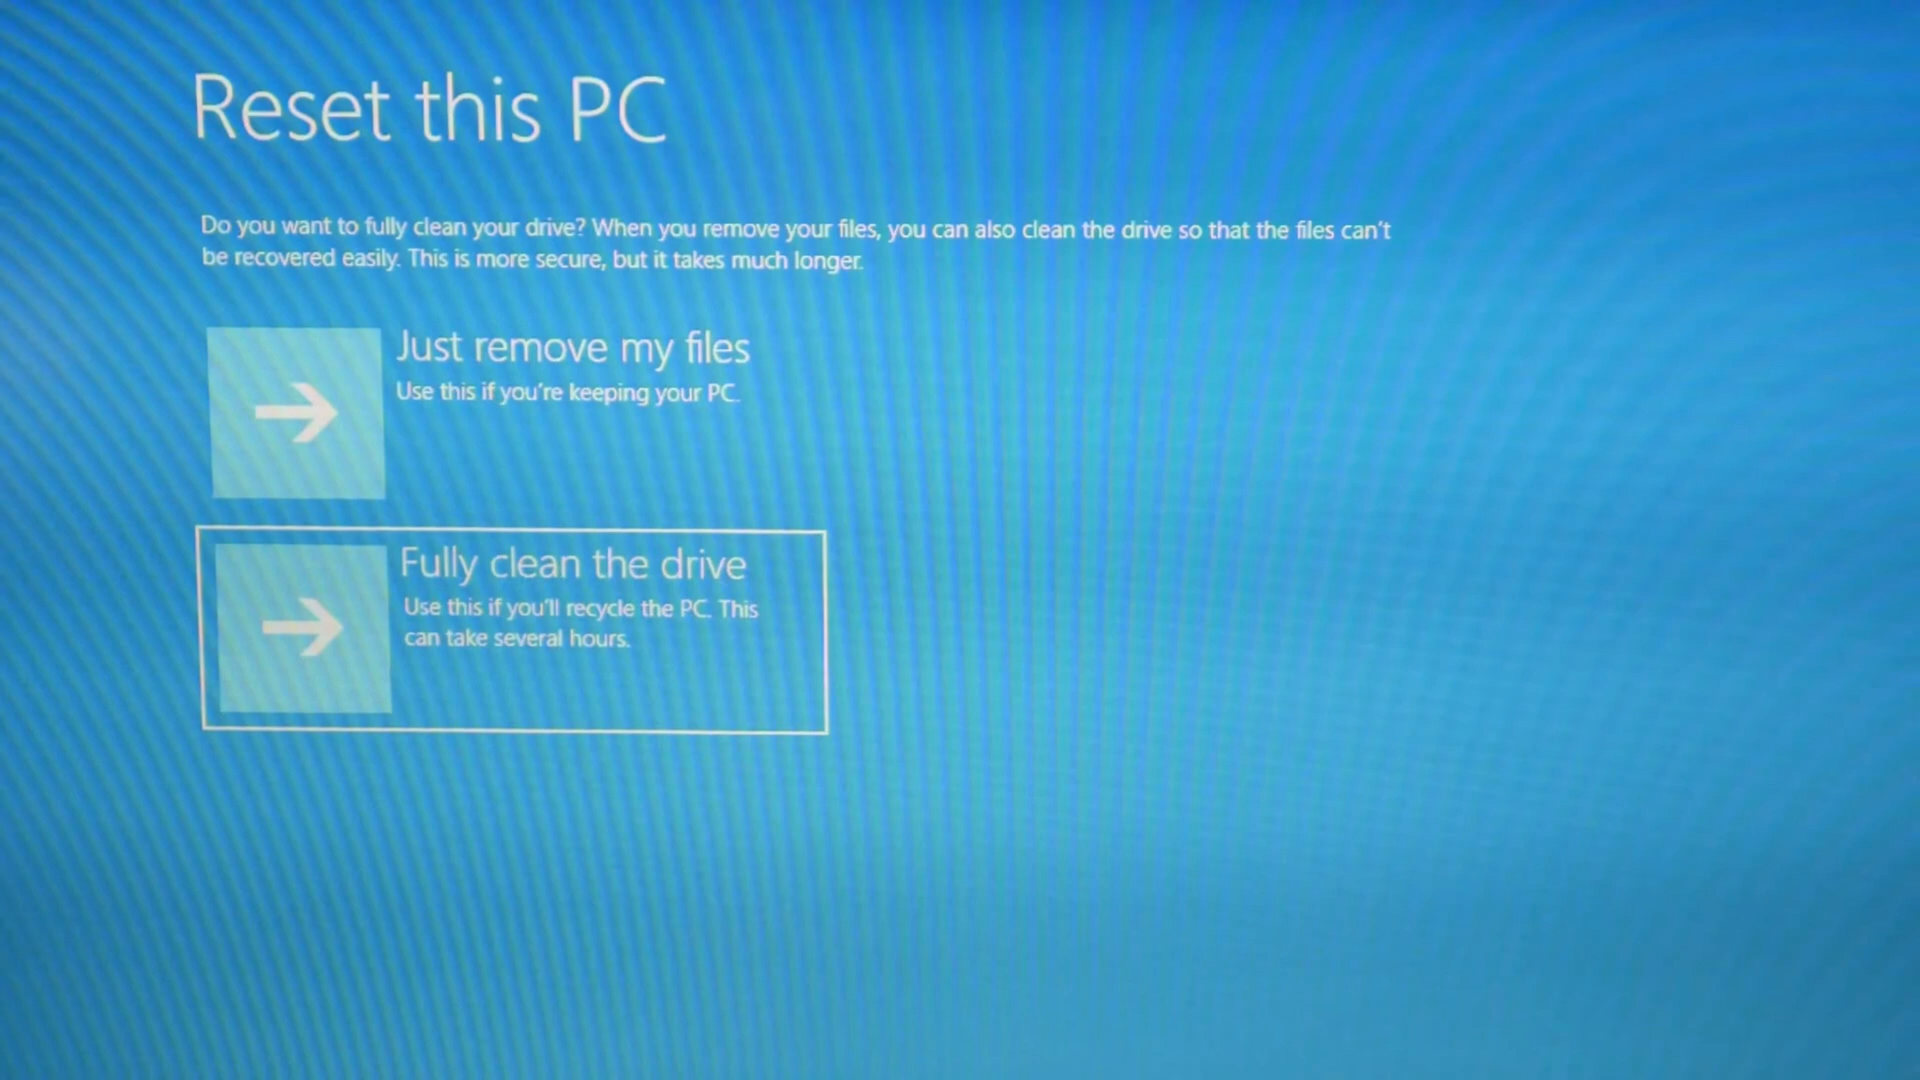 Reset this PC
Do you want to fully clean your drive? When you remove your files, you can also clean the drive so that the files can't
be recovered easily. This is more secure, but it takes much longer.
Just remove my files
Use this if you're keeping your PC.
Fully clean the drive
Use this if you'll recycle the PC. This
can take several hours.